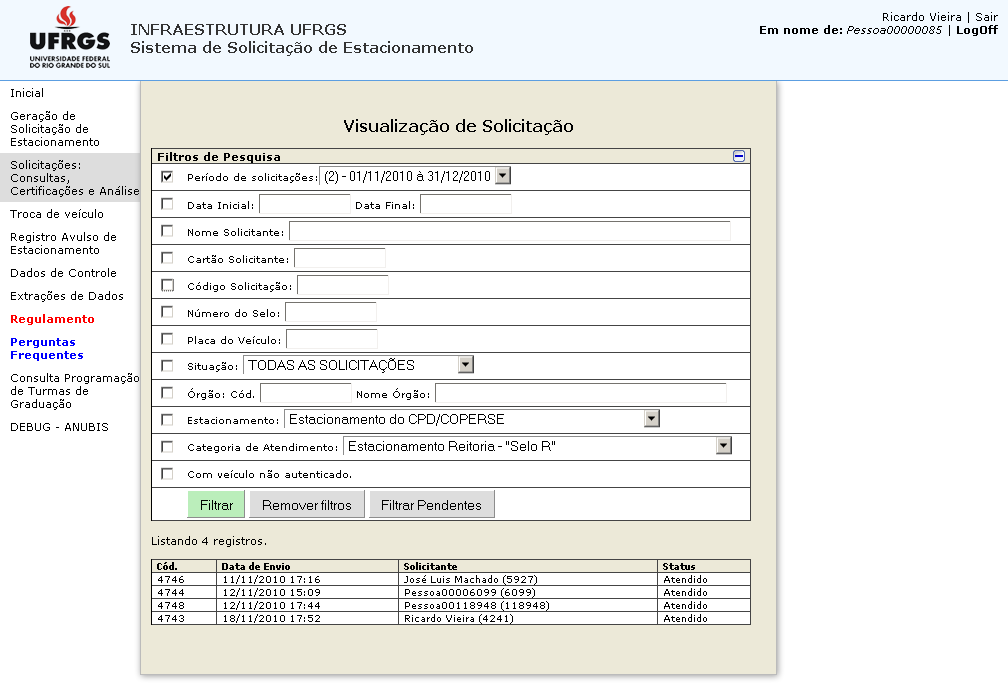 UFRGS
UNIVERSIDADE FEDERAL
DO RIO GRANDE DO SUL
INFRAESTRUTURA UFRGS
Sistema de Solicitação de Estacionamento
Ricardo Vieira | Sair
Em nome de: Pessoa00000085 | LogOff
Inicial
Geração de
Solicitação de
Estacionamento
Solicitações:
Consultas,
Certificações e Análise
Troca de veículo
Registro Avulso de
Estacionamento
Dados de Controle
Extrações de Dados
Regulamento
Perguntas
Frequentes
Consulta Programação
de Turmas de
Graduação
DEBUG - ANUBIS
Visualização de Solicitação
Filtros de Pesquisa
Período de solicitações: (2) - 01/11/2010 à 31/12/2010
Data Inicial: Data Final:
Nome Solicitante:
Cartão Solicitante:
Código Solicitação:
Número do Selo:
Placa do Veículo:
Situação: TODAS AS SOLICITAÇÕES
Órgão: Cód. Nome Órgão:
Estacionamento: Estacionamento do CPD/COPERSE
Categoria de Atendimento: Estacionamento Reitoria - "Selo R"
Com veículo não autenticado.
Filtrar Remover filtros Filtrar Pendentes
Listando 4 registros.
Cód. Data de Envio Solicitante Status
4746 11/11/2010 17:16 José Luis Machado (5927) Atendido
4744 12/11/2010 15:09 Pessoa00006099 (6099) Atendido
4748 12/11/2010 17:44 Pessoa00118948 (118948) Atendido
4743 18/11/2010 17:52 Ricardo Vieira (4241) Atendido